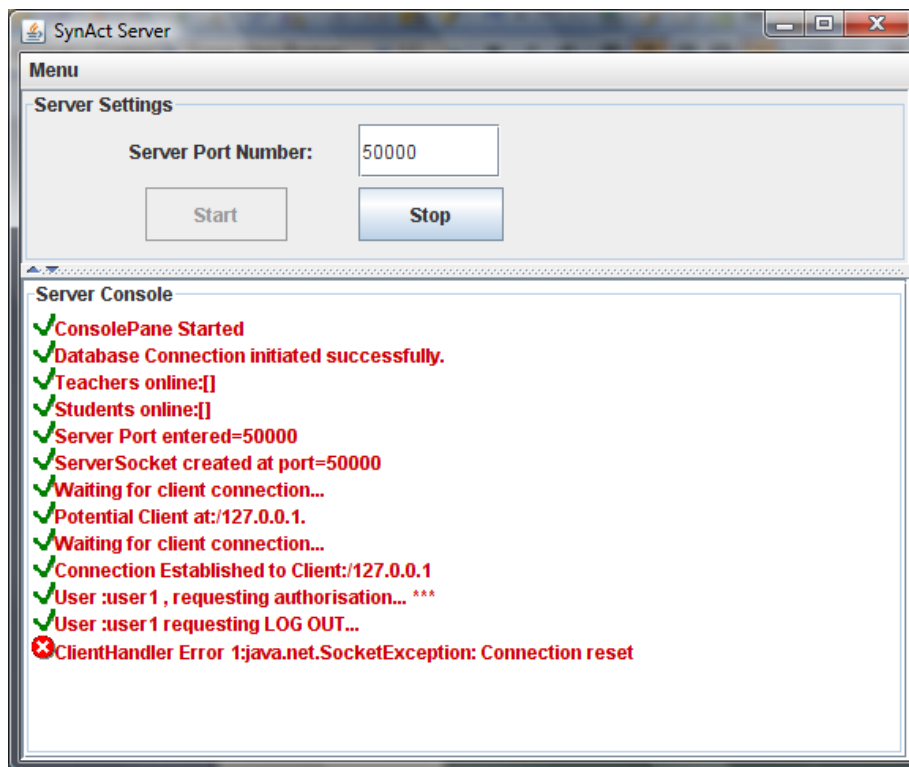 SynAct Server
Menu
Server Settings
Server Port Number: 50000
Start Stop
Server Console
ConsolePane Started
Database Connection initiated successfully.
Teachers online:[]
Students online:[]
Server Port entered=50000
ServerSocket created at port=50000
Waiting for client connection...
Potential Client at:/127.0.0.1.
Waiting for client connection...
Connection Established to Client:/127.0.0.1
User :user1 , requesting authorisation... ***
User :user1 requesting LOG OUT...
ClientHandler Error 1:java.net.SocketException: Connection reset